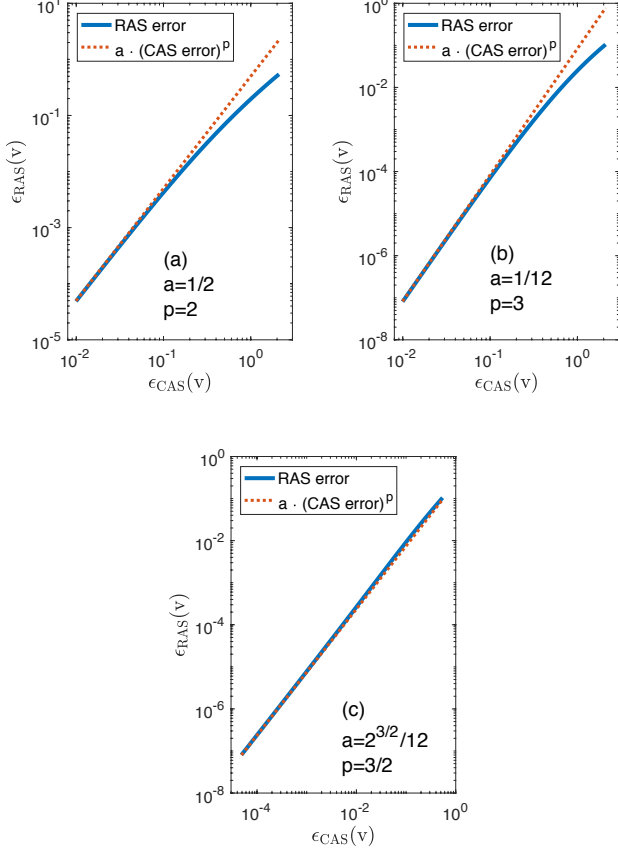 10^1
RAS error
a · (CAS error)^p
10^-1
10^-3
10^-5
ϵ_RAS(v)
(a)
a=1/2
p=2
10^-2 10^-1 10^0
ϵ_CAS(v)
10^0
RAS error
a · (CAS error)^p
10^-2
10^-4
10^-6
10^-8
ϵ_RAS(v)
(b)
a=1/12
p=3
10^-2 10^-1 10^0
ϵ_CAS(v)
10^0
RAS error
a · (CAS error)^p
10^-2
10^-4
10^-6
10^-8
ϵ_RAS(v)
(c)
a=2^3/2/12
p=3/2
10^-4 10^-2 10^0
ϵ_CAS(v)